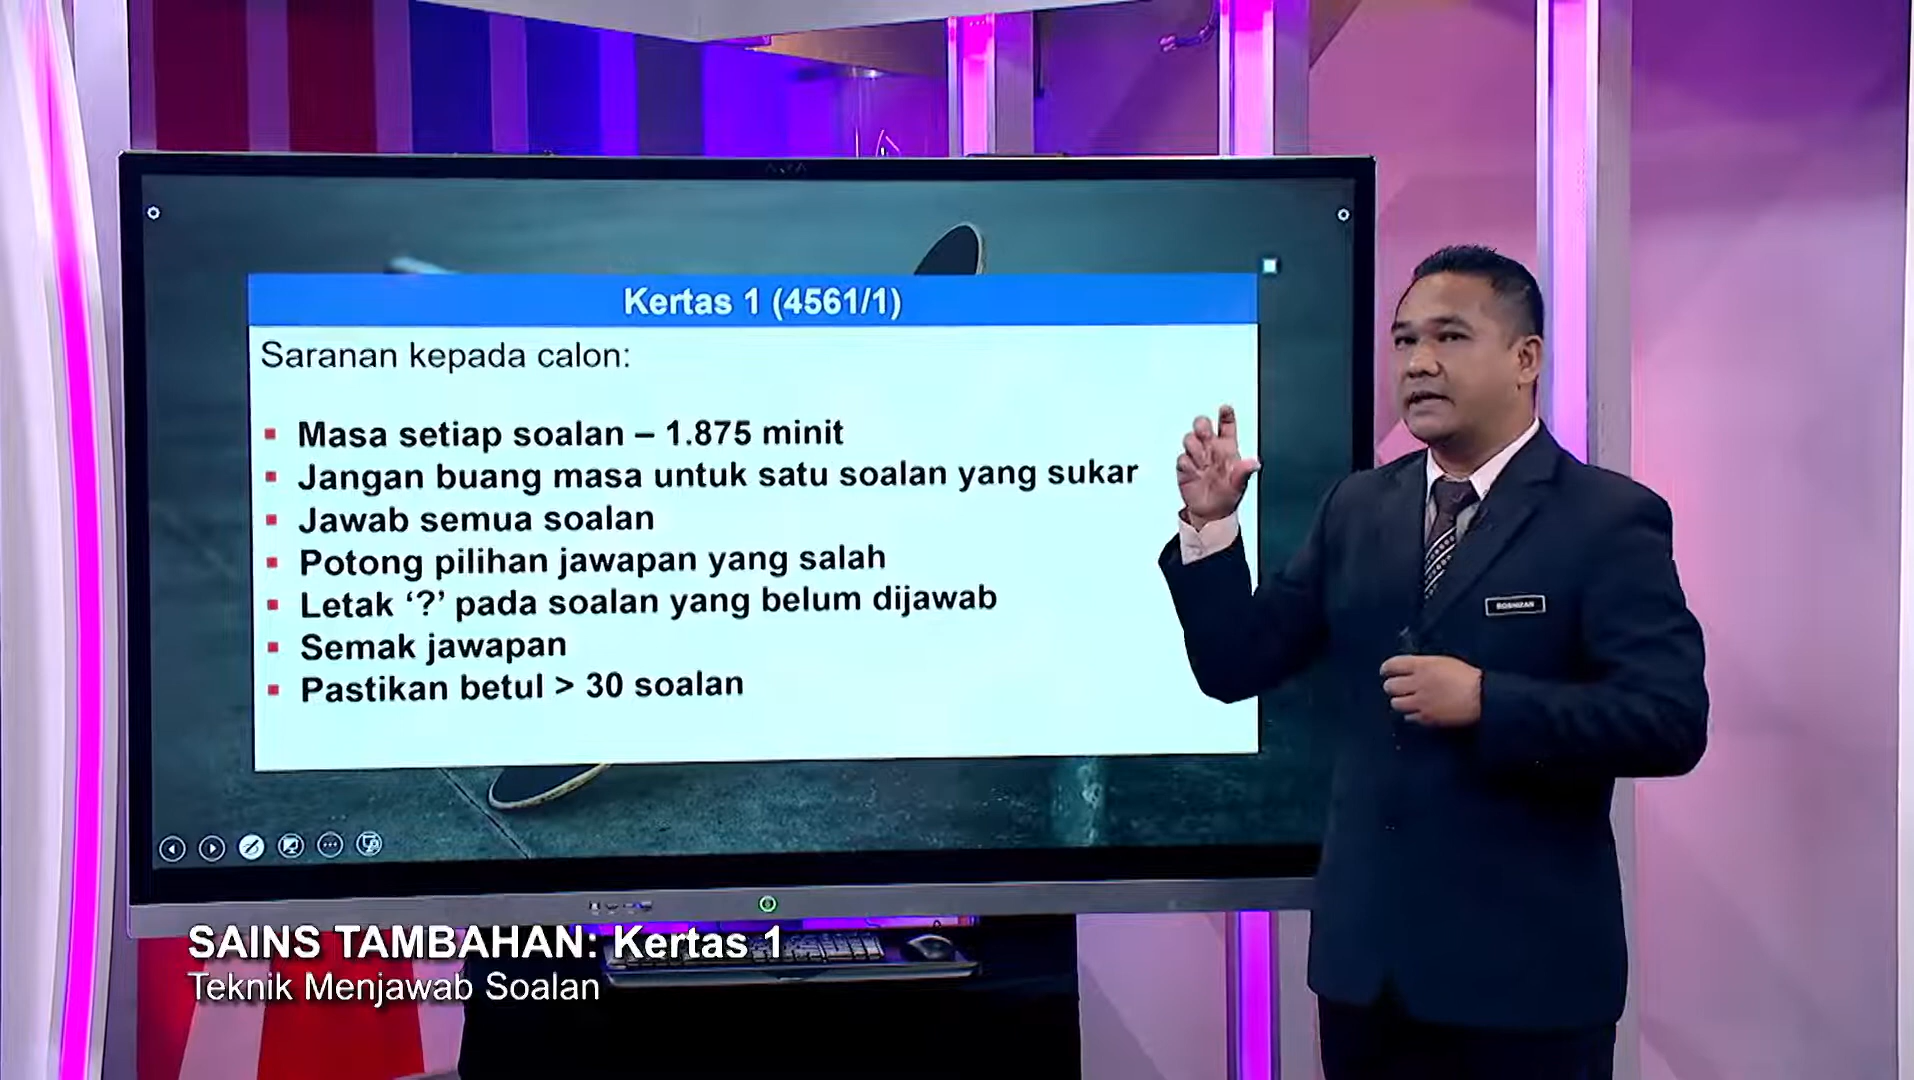 Kertas 1 (4561/1)
Saranan kepada calon:
▪ Masa setiap soalan – 1.875 minit
▪ Jangan buang masa untuk satu soalan yang sukar
▪ Jawab semua soalan
▪ Potong pilihan jawapan yang salah
▪ Letak ‘?’ pada soalan yang belum dijawab
▪ Semak jawapan
▪ Pastikan betul > 30 soalan
SAINS TAMBAHAN: Kertas 1
Teknik Menjawab Soalan